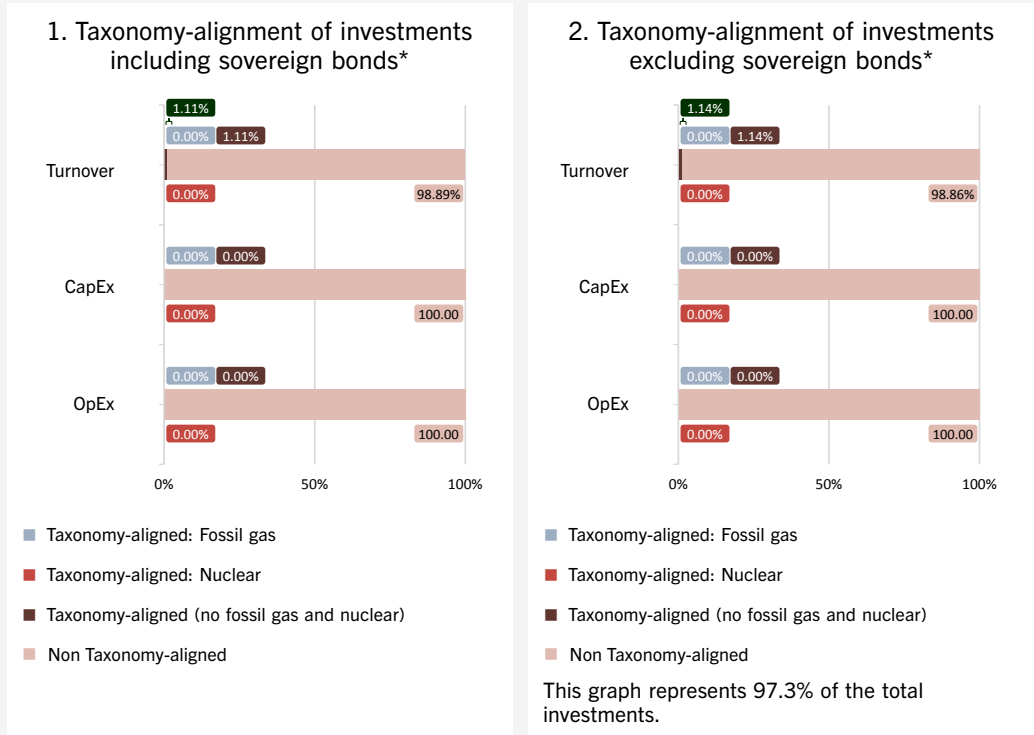 1. Taxonomy-alignment of investments
including sovereign bonds*
1.11%
0.00% 1.11%
Turnover
0.00% 98.89%
0.00% 0.00%
CapEx
0.00% 100.00
0.00% 0.00%
OpEx
0.00% 100.00
0% 50% 100%
Taxonomy-aligned: Fossil gas
Taxonomy-aligned: Nuclear
Taxonomy-aligned (no fossil gas and nuclear)
Non Taxonomy-aligned
2. Taxonomy-alignment of investments
excluding sovereign bonds*
1.14%
0.00% 1.14%
Turnover
0.00% 98.86%
0.00% 0.00%
CapEx
0.00% 100.00
0.00% 0.00%
OpEx
0.00% 100.00
0% 50% 100%
Taxonomy-aligned: Fossil gas
Taxonomy-aligned: Nuclear
Taxonomy-aligned (no fossil gas and nuclear)
Non Taxonomy-aligned
This graph represents 97.3% of the total
investments.